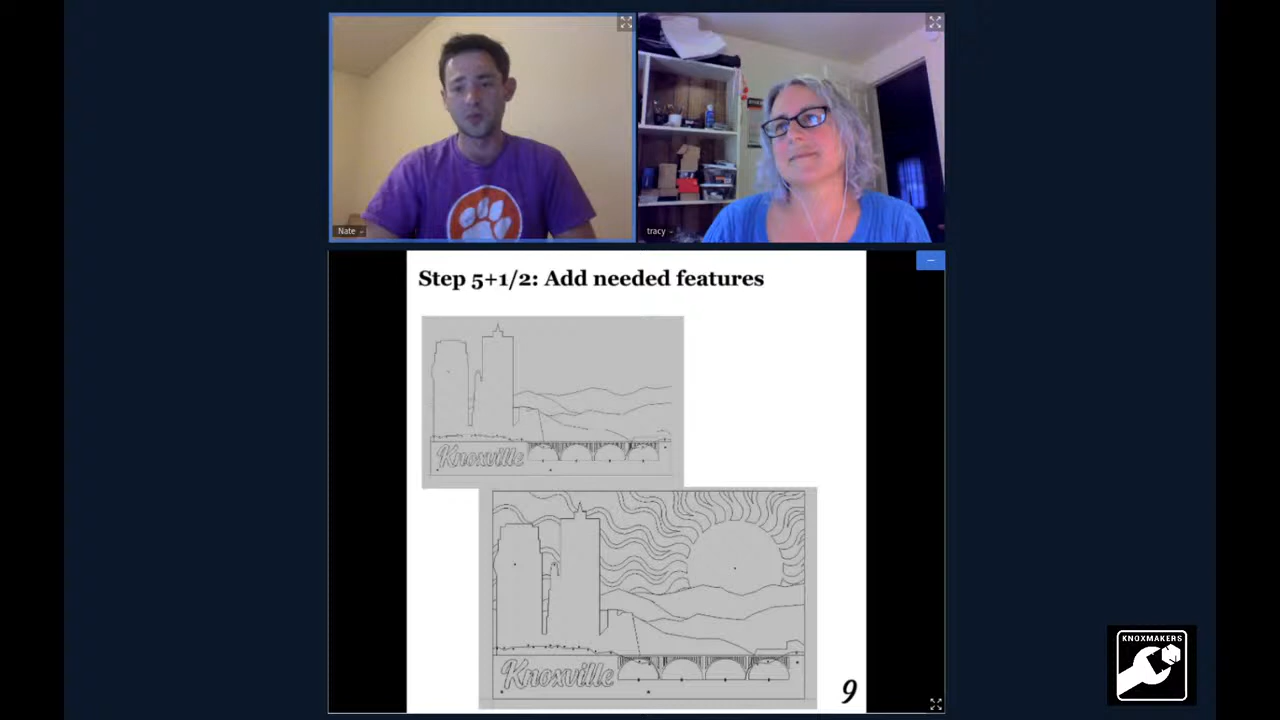 Nate
tracy
Step 5+1/2: Add needed features
Knoxville
Knoxville
9
KNOXMAKERS